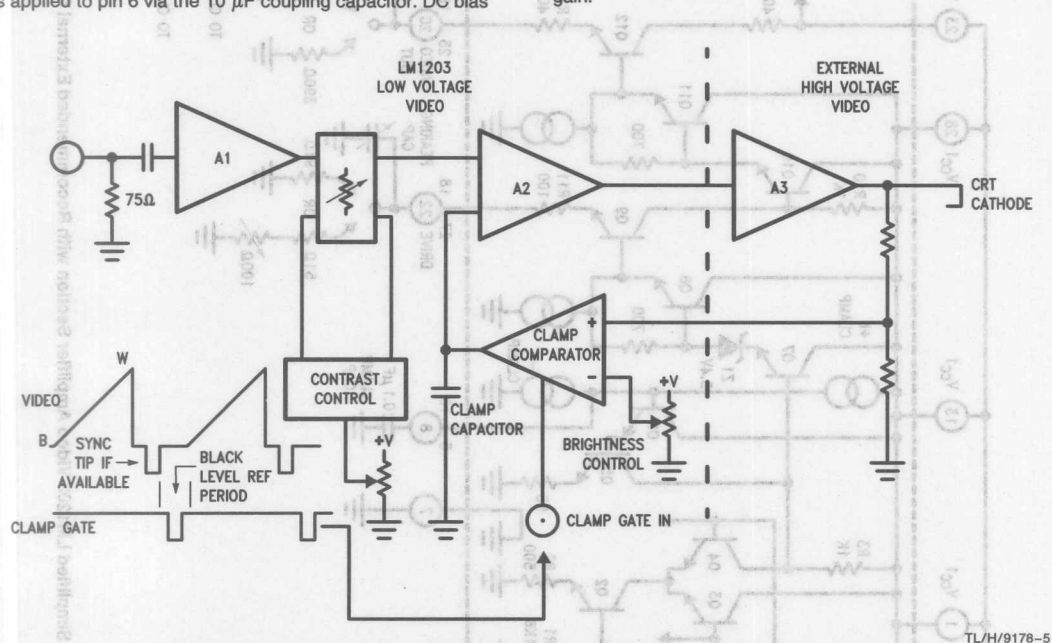 s applied to pin 6 via the 10 μF coupling capacitor. DC bias
gain.
LM1203
LOW VOLTAGE
VIDEO
EXTERNAL
HIGH VOLTAGE
VIDEO
A1
A2
A3
75Ω
CRT
CATHODE
CLAMP
COMPARATOR
+
−
CONTRAST
CONTROL
CLAMP
CAPACITOR
+V
+V
BRIGHTNESS
CONTROL
W
VIDEO
B
SYNC
TIP IF
AVAILABLE
BLACK
LEVEL REF
PERIOD
CLAMP GATE
CLAMP GATE IN
TL/H/9178–5